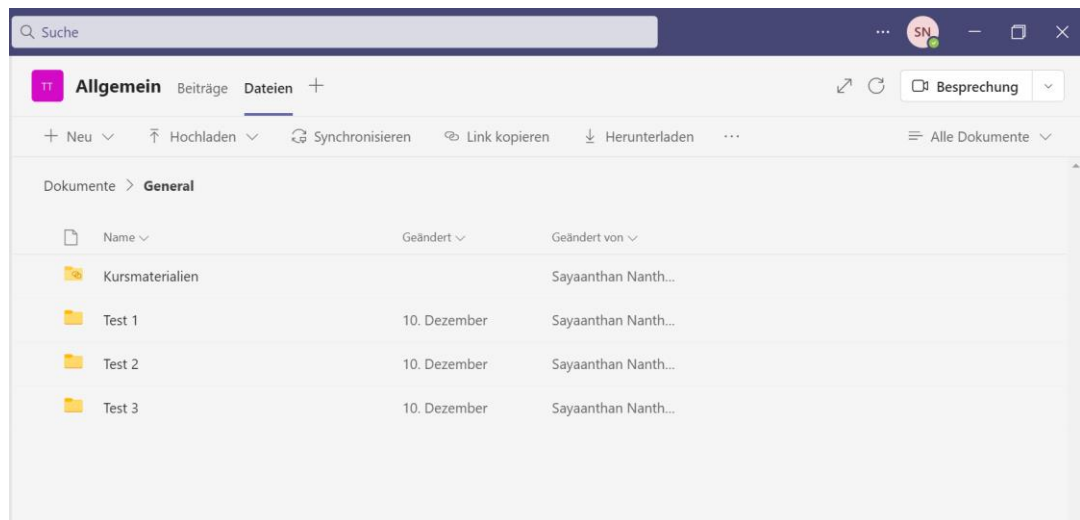 Suche
... SN
TT Allgemein Beiträge Dateien Besprechung
Neu Hochladen Synchronisieren Link kopieren Herunterladen ... Alle Dokumente
Dokumente > General
Name Geändert Geändert von
Kursmaterialien Sayaanthan Nanth...
Test 1 10. Dezember Sayaanthan Nanth...
Test 2 10. Dezember Sayaanthan Nanth...
Test 3 10. Dezember Sayaanthan Nanth...